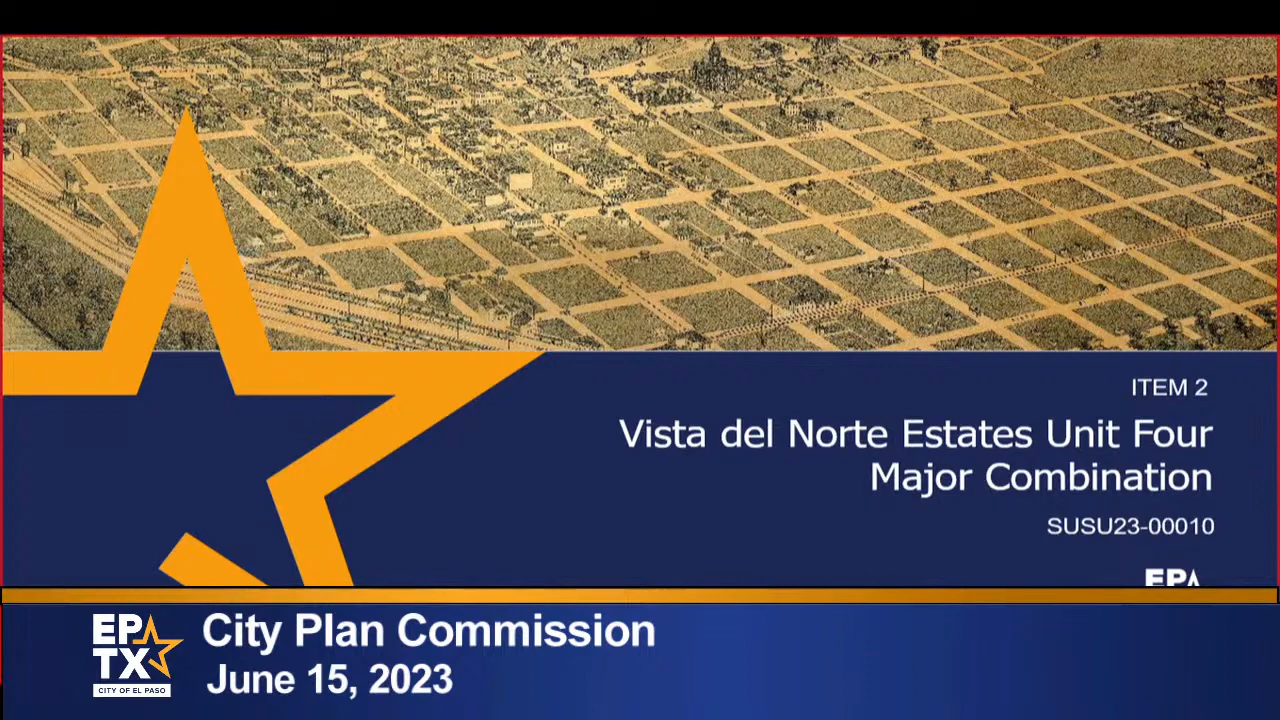 ITEM 2
Vista del Norte Estates Unit Four
Major Combination
SUSU23-00010
EP
EP
TX
CITY OF EL PASO
City Plan Commission
June 15, 2023